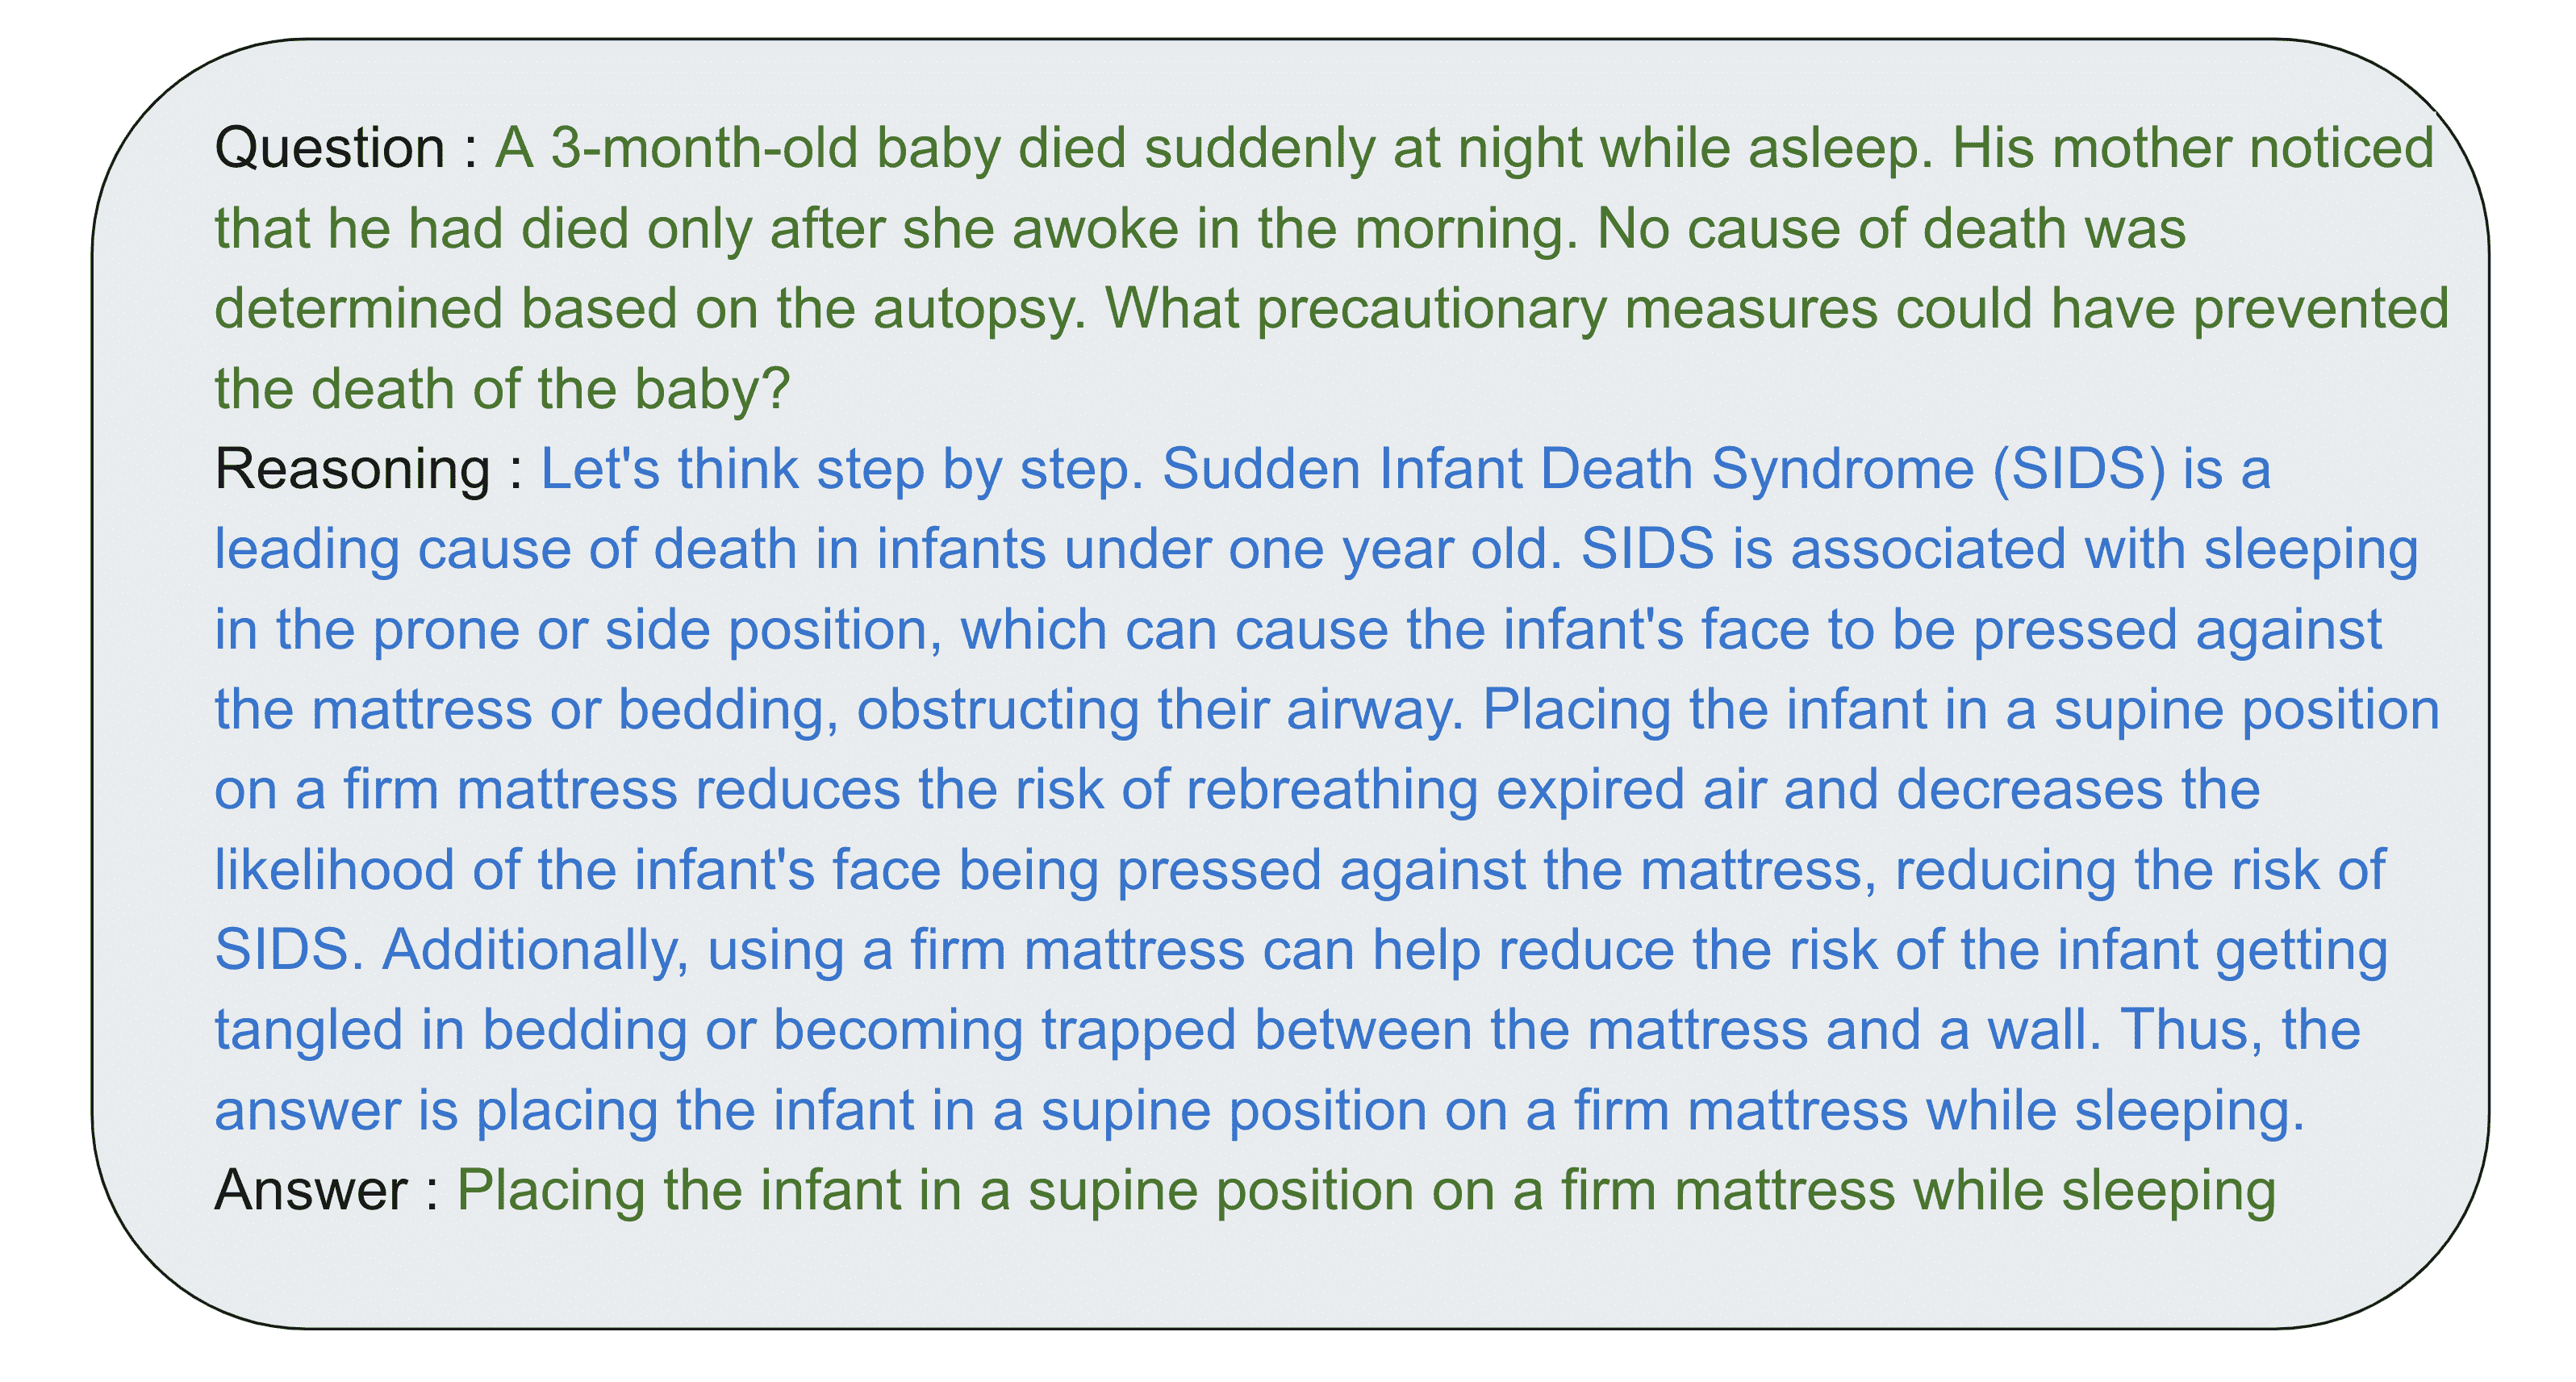 Question : A 3-month-old baby died suddenly at night while asleep. His mother noticed
that he had died only after she awoke in the morning. No cause of death was
determined based on the autopsy. What precautionary measures could have prevented
the death of the baby?
Reasoning : Let's think step by step. Sudden Infant Death Syndrome (SIDS) is a
leading cause of death in infants under one year old. SIDS is associated with sleeping
in the prone or side position, which can cause the infant's face to be pressed against
the mattress or bedding, obstructing their airway. Placing the infant in a supine position
on a firm mattress reduces the risk of rebreathing expired air and decreases the
likelihood of the infant's face being pressed against the mattress, reducing the risk of
SIDS. Additionally, using a firm mattress can help reduce the risk of the infant getting
tangled in bedding or becoming trapped between the mattress and a wall. Thus, the
answer is placing the infant in a supine position on a firm mattress while sleeping.
Answer : Placing the infant in a supine position on a firm mattress while sleeping